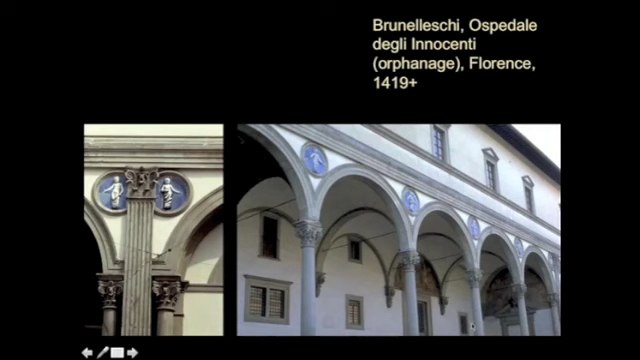 Brunelleschi, Ospedale
degli Innocenti
(orphanage), Florence,
1419+